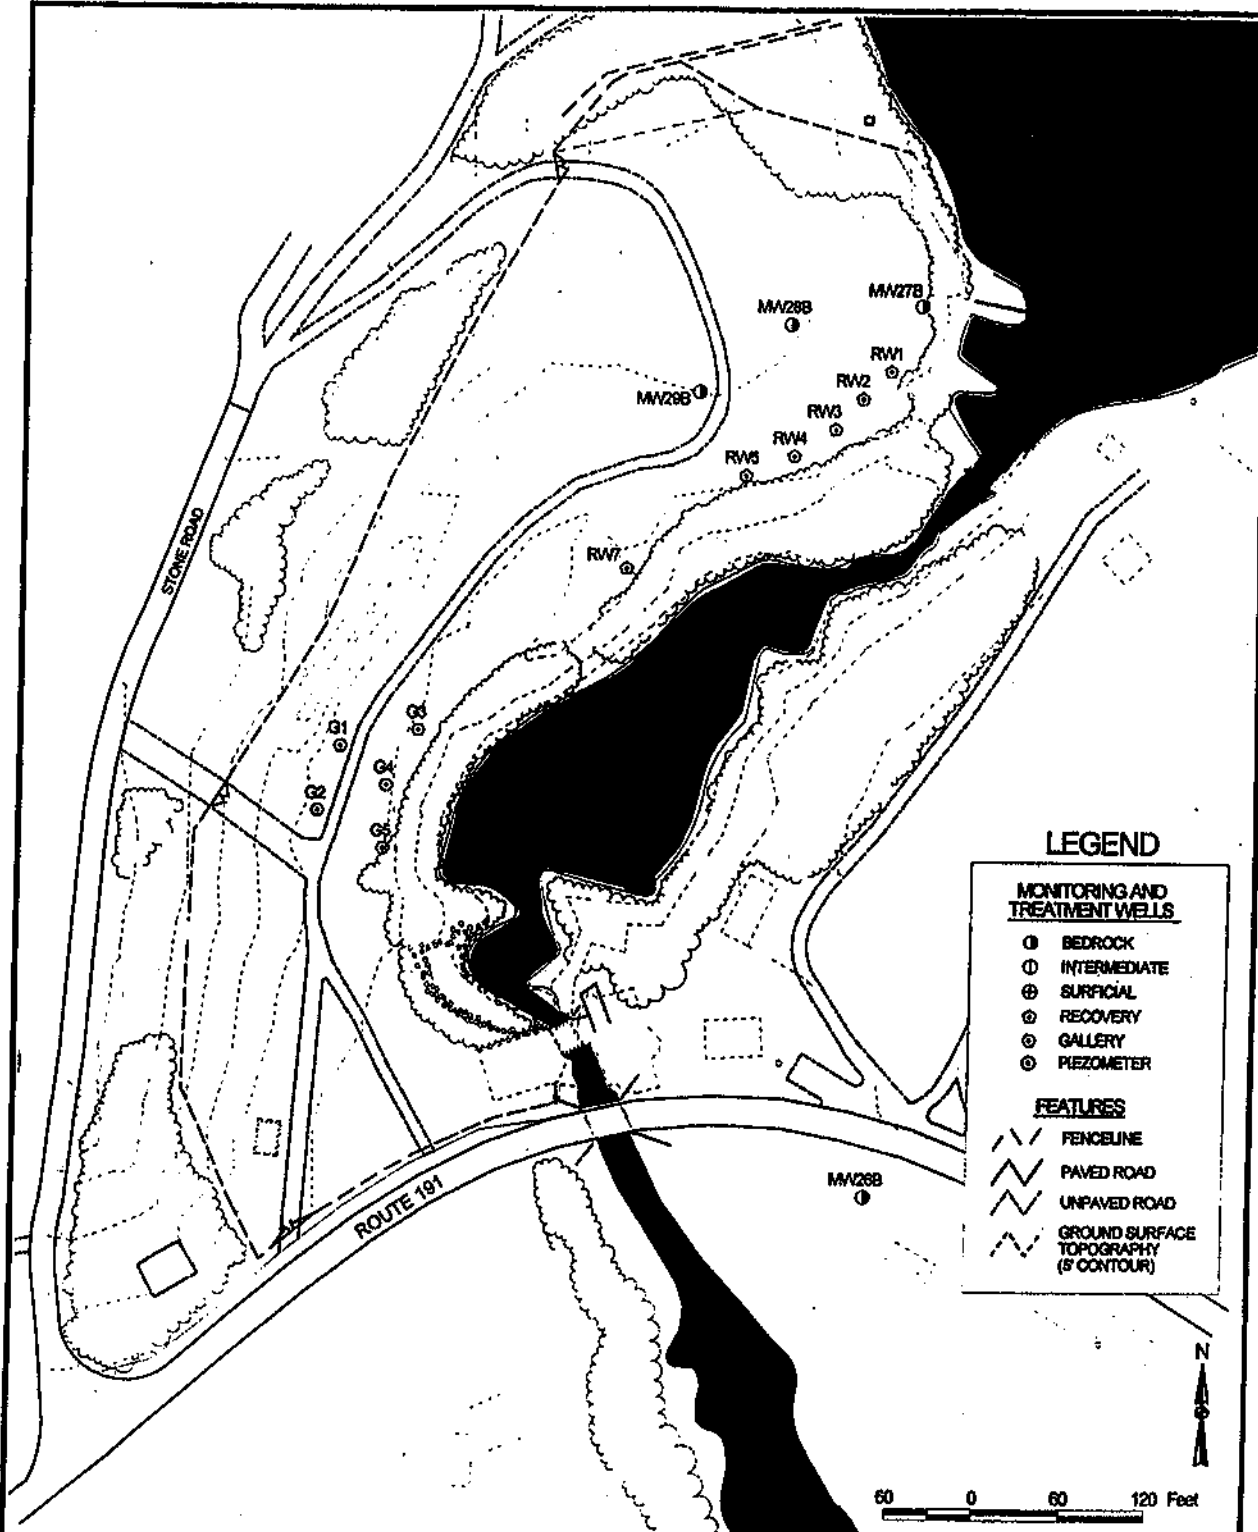 MW27B
MW28B
RW1
RW2
MW29B
RW3
RW4
RW5
STONE ROAD
RW7
G3
G1
G4
G2
G5
LEGEND
MONITORING AND
TREATMENT WELLS
BEDROCK
INTERMEDIATE
SURFICIAL
RECOVERY
GALLERY
PIEZOMETER
FEATURES
FENCELINE
PAVED ROAD
UNPAVED ROAD
GROUND SURFACE
TOPOGRAPHY
(5' CONTOUR)
MW26B
ROUTE 191
N
60 0 60 120 Feet